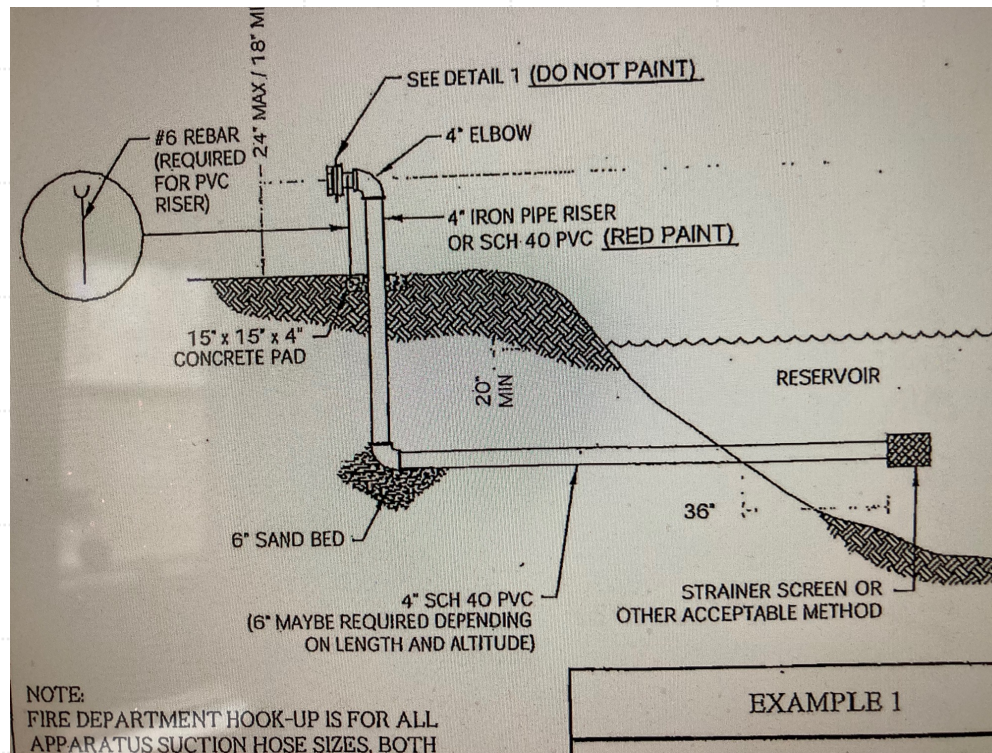 24" MAX / 18" MI
SEE DETAIL 1 (DO NOT PAINT)
#6 REBAR
(REQUIRED
FOR PVC
RISER)
4" ELBOW
4" IRON PIPE RISER
OR SCH 40 PVC (RED PAINT)
15" x 15" x 4"
CONCRETE PAD
20"
MIN
RESERVOIR
36"
6" SAND BED
4" SCH 40 PVC
(6" MAYBE REQUIRED DEPENDING
ON LENGTH AND ALTITUDE)
STRAINER SCREEN OR
OTHER ACCEPTABLE METHOD
NOTE:
FIRE DEPARTMENT HOOK-UP IS FOR ALL
APPARATUS SUCTION HOSE SIZES, BOTH
EXAMPLE 1